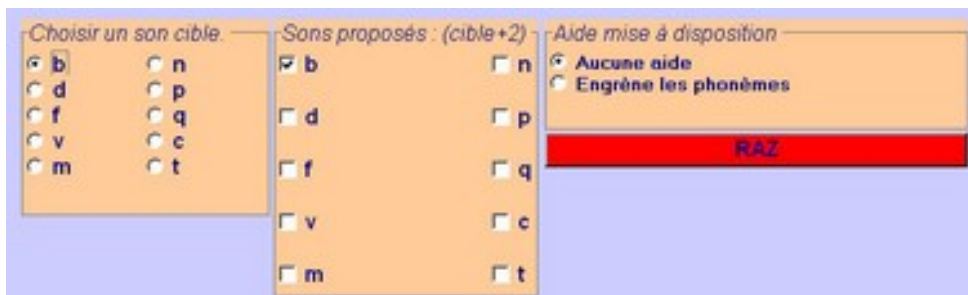 Choisir un son cible.
b n
d p
f q
v c
m t
Sons proposés : (cible+2)
b n
d p
f q
v c
m t
Aide mise à disposition
Aucune aide
Engrène les phonèmes
RAZ